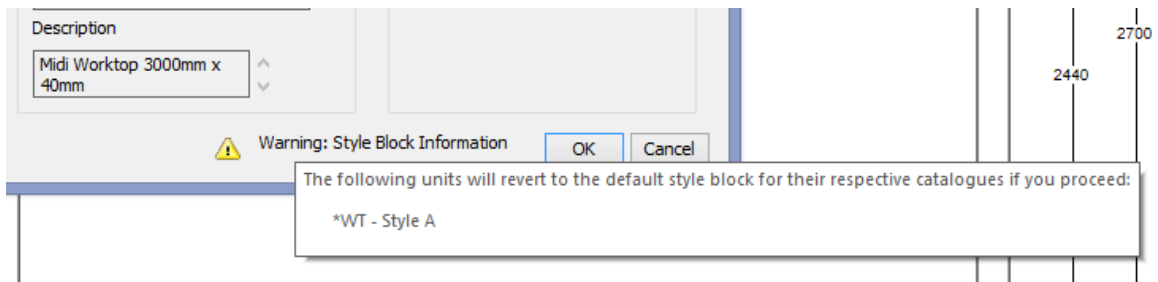 Description
Midi Worktop 3000mm x
40mm
2700
2440
Warning: Style Block Information
OK
Cancel
The following units will revert to the default style block for their respective catalogues if you proceed:
*WT - Style A